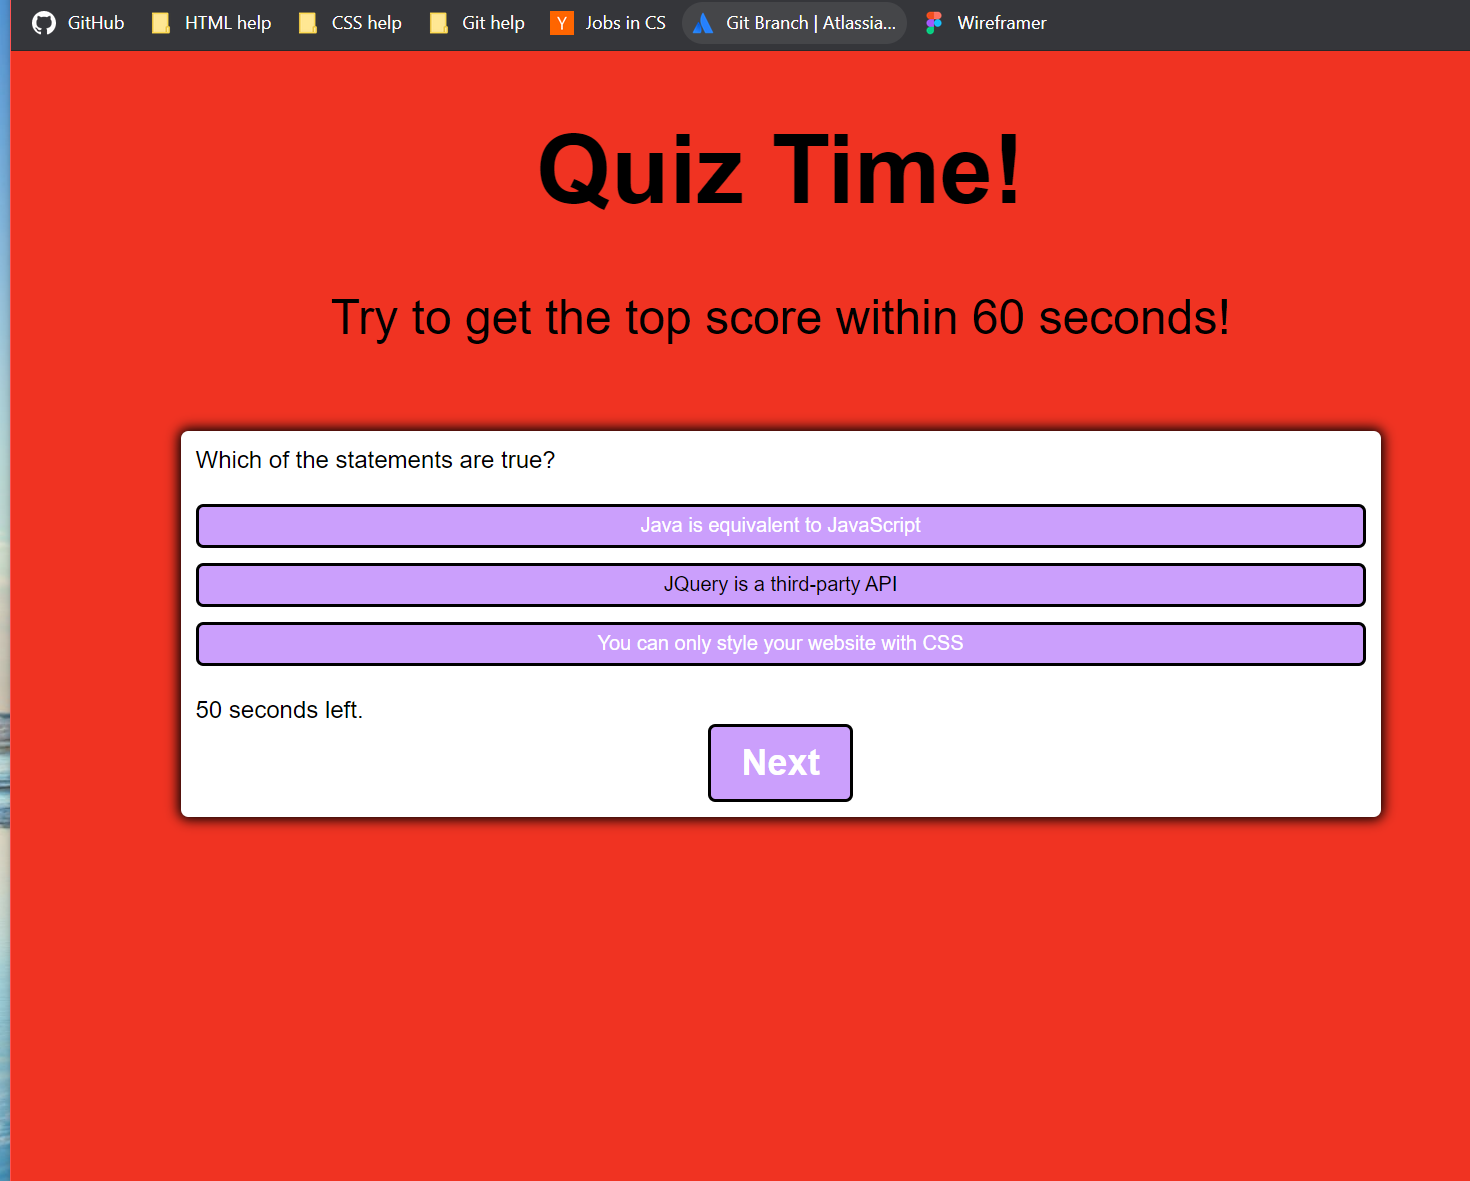 GitHub HTML help CSS help Git help Y Jobs in CS Git Branch | Atlassia... Wireframer
Quiz Time!
Try to get the top score within 60 seconds!
Which of the statements are true?
Java is equivalent to JavaScript
JQuery is a third-party API
You can only style your website with CSS
50 seconds left.
Next